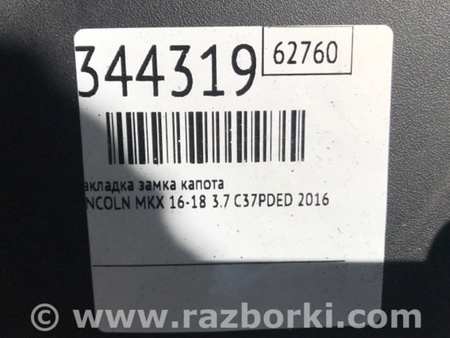 344319
62760
акладка замка капота
NCOLN MKX 16-18 3.7 C37PDED 2016
© www.razborki.com